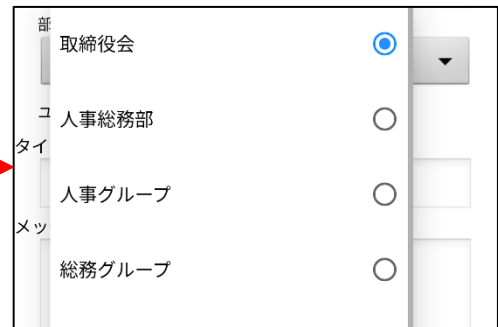 部
取締役会
人事総務部
ユ
タイ
人事グループ
メッ
総務グループ